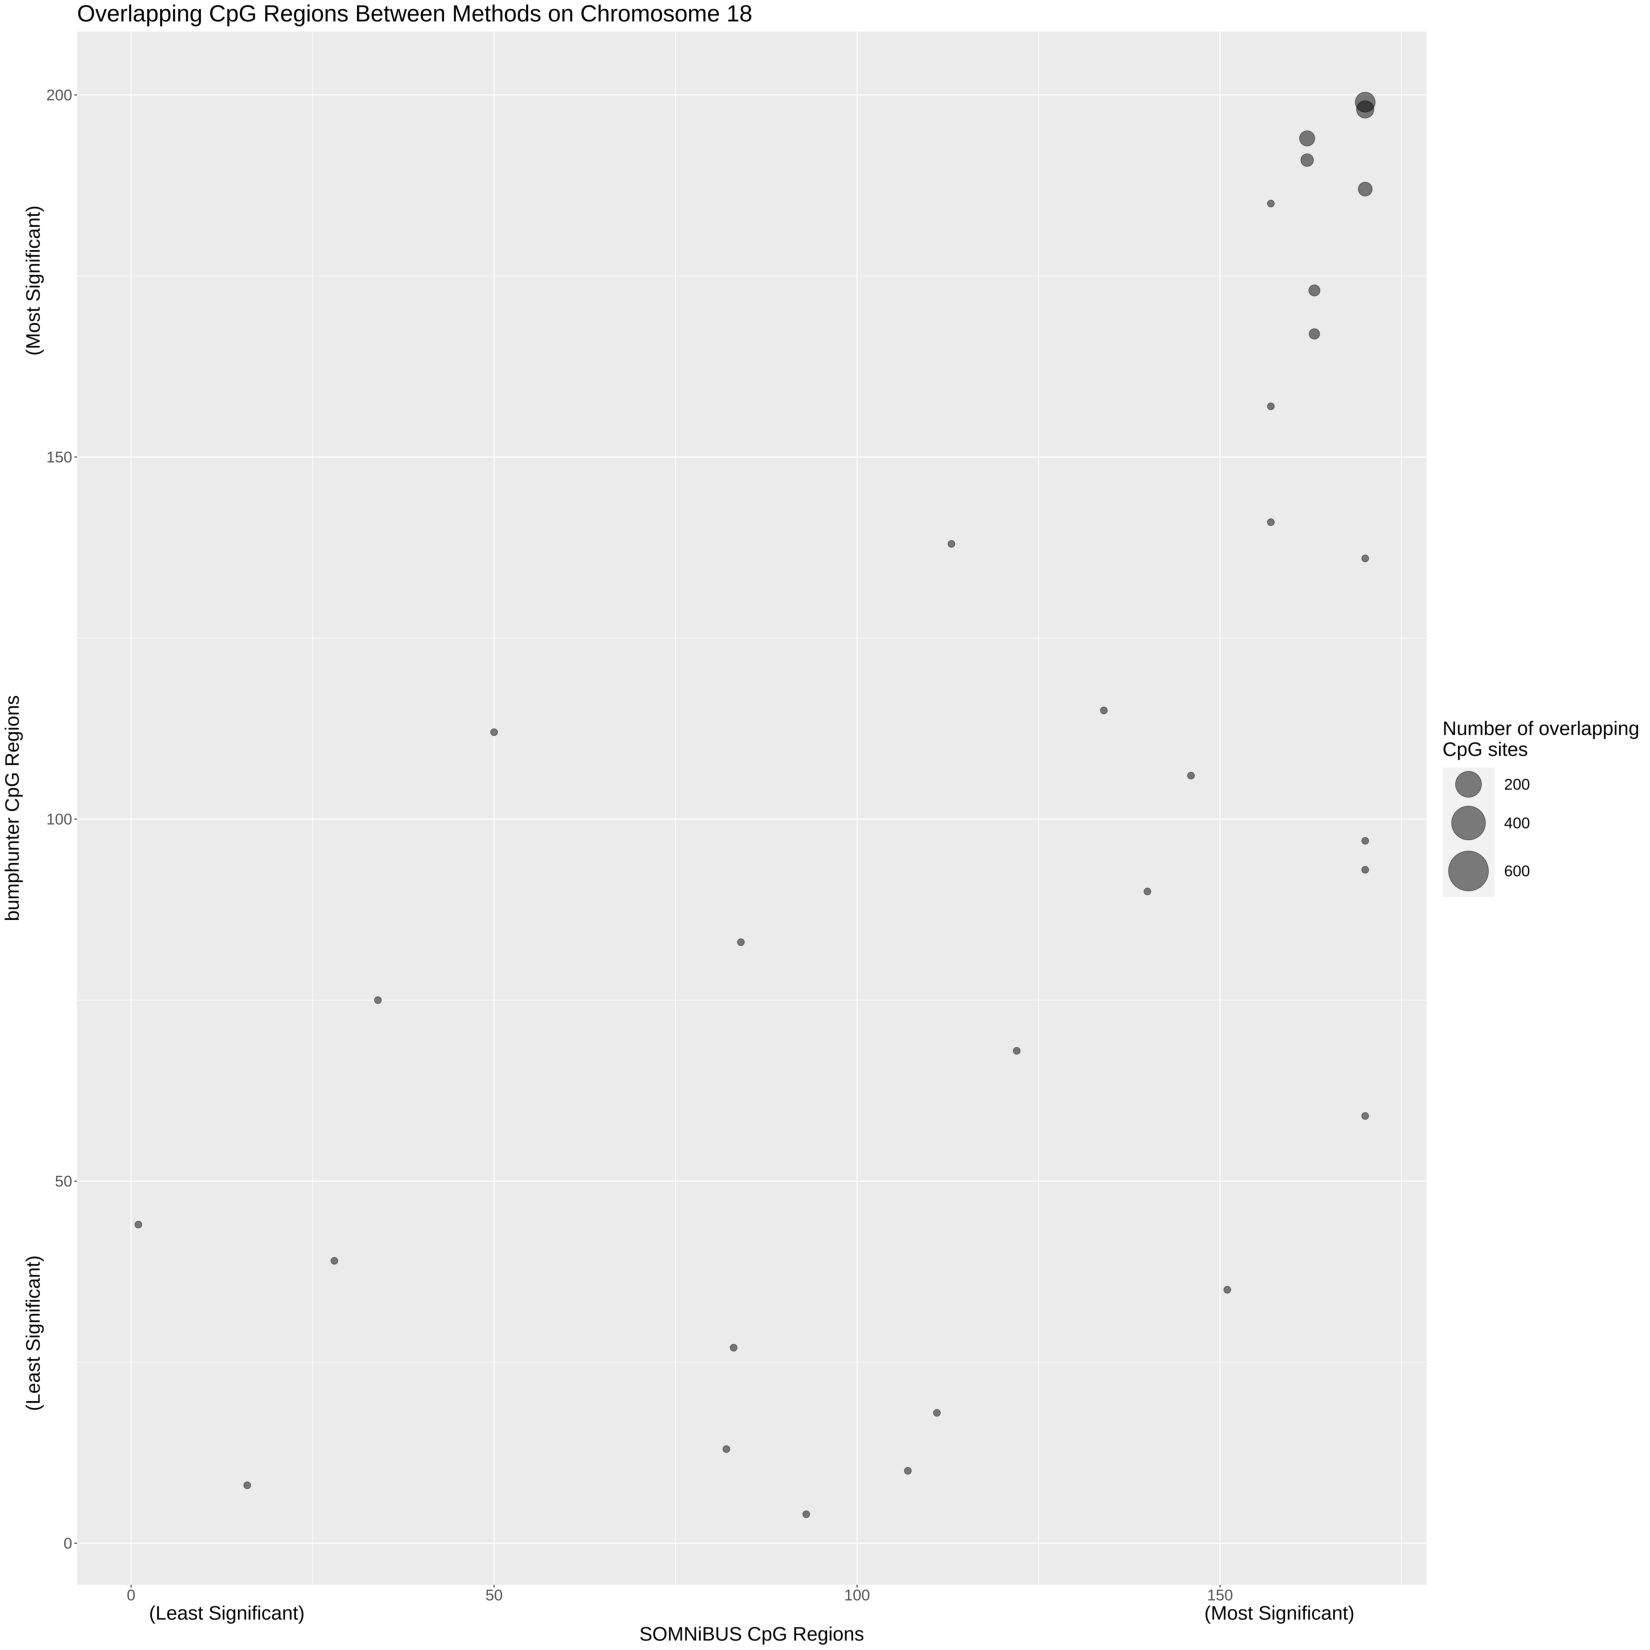 Overlapping CpG Regions Between Methods on Chromosome 18
200
150
100
50
0
(Most Significant)
bumphunter CpG Regions
(Least Significant)
0
50
100
150
(Least Significant)
(Most Significant)
SOMNiBUS CpG Regions
Number of overlapping
CpG sites
200
400
600